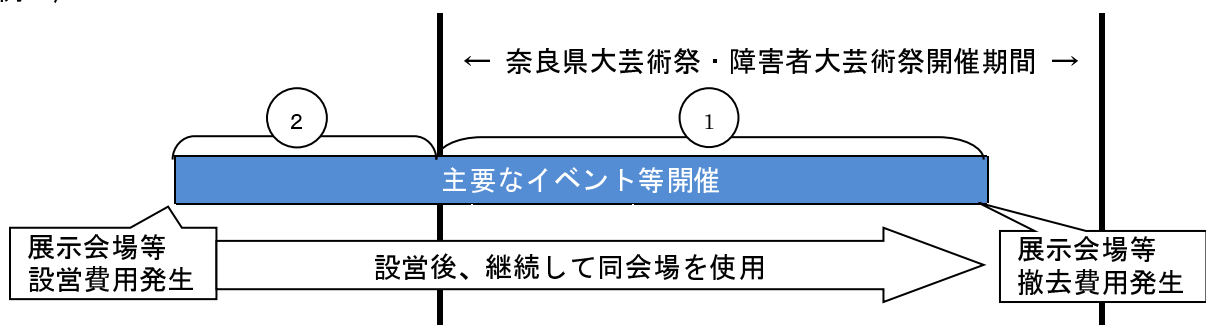 ← 奈良県大芸術祭・障害者大芸術祭開催期間 →
2
1
主要なイベント等開催
展示会場等
設営費用発生
設営後、継続して同会場を使用
展示会場等
撤去費用発生